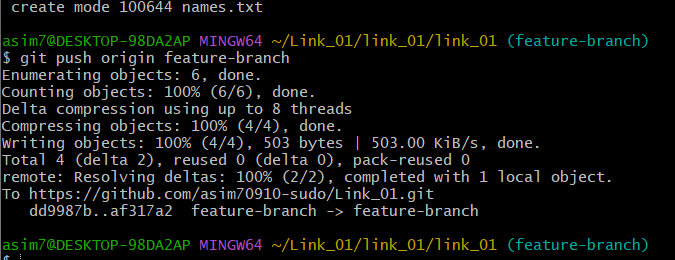 create mode 100644 names.txt
asim7@DESKTOP-98DA2AP MINGW64 ~/Link_01/link_01/link_01 (feature-branch)
$ git push origin feature-branch
Enumerating objects: 6, done.
Counting objects: 100% (6/6), done.
Delta compression using up to 8 threads
Compressing objects: 100% (4/4), done.
Writing objects: 100% (4/4), 503 bytes | 503.00 KiB/s, done.
Total 4 (delta 2), reused 0 (delta 0), pack-reused 0
remote: Resolving deltas: 100% (2/2), completed with 1 local object.
To https://github.com/asim70910-sudo/Link_01.git
dd9987b..af317a2 feature-branch -> feature-branch
asim7@DESKTOP-98DA2AP MINGW64 ~/Link_01/link_01/link_01 (feature-branch)
$